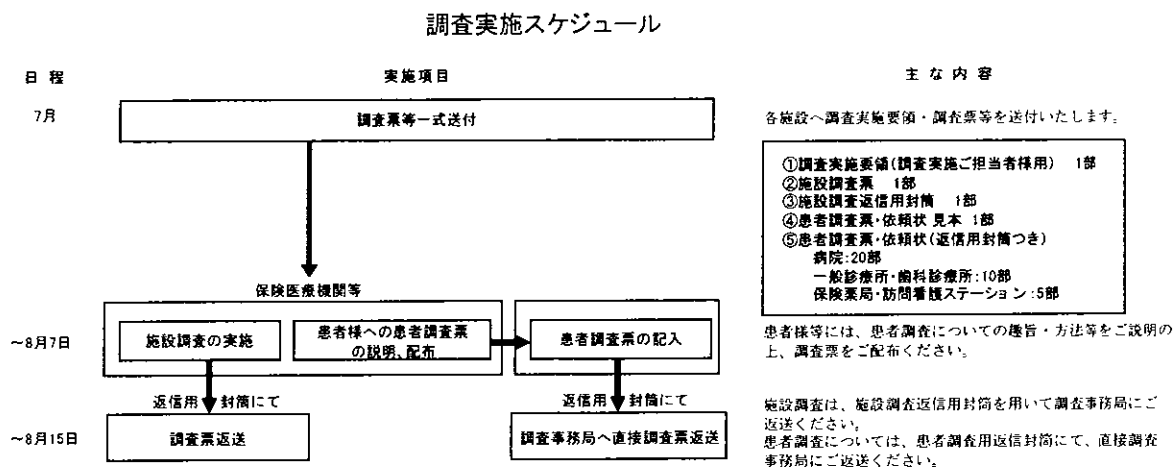 調査実施スケジュール
日 程
実施項目
主 な 内 容
7月
調査票等一式送付
各施設へ調査実施要領・調査票等を送付いたします。
①調査実施要領(調査実施ご担当者様用) 1部
②施設調査票 1部
③施設調査返信用封筒 1部
④患者調査票・依頼状 見本 1部
⑤患者調査票・依頼状(返信用封筒つき)
病院:20部
一般診療所・歯科診療所:10部
保険薬局・訪問看護ステーション:5部
保険医療機関等
～8月7日
施設調査の実施
患者様への患者調査票
の説明、配布
患者調査票の記入
患者様等には、患者調査についての趣旨・方法等をご説明の
上、調査票をご配布ください。
返信用 封筒にて
返信用 封筒にて
～8月15日
調査票返送
調査事務局へ直接調査票返送
施設調査は、施設調査返信用封筒を用いて調査事務局にご
返送ください。
患者調査については、患者調査用返信封筒にて、直接調査
事務局にご返送ください。